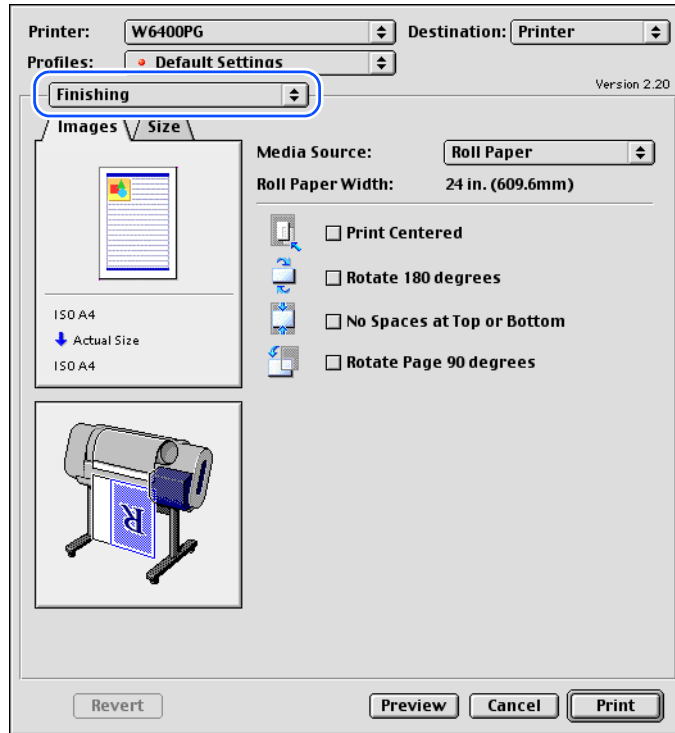 Printer: W6400PG Destination: Printer
Profiles: Default Settings
Version 2.20
Finishing
Images Size
Media Source: Roll Paper
Roll Paper Width: 24 in. (609.6mm)
Print Centered
Rotate 180 degrees
No Spaces at Top or Bottom
Rotate Page 90 degrees
ISO A4
Actual Size
ISO A4
R
Revert Preview Cancel Print